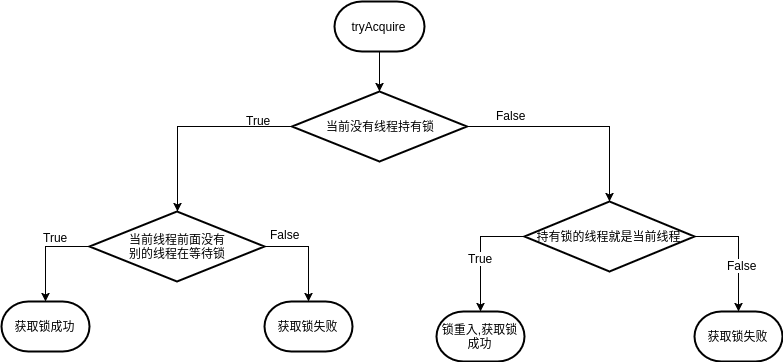 tryAcquire
当前没有线程持有锁
True
False
当前线程前面没有
别的线程在等待锁
True
False
持有锁的线程就是当前线程
True
False
获取锁成功
获取锁失败
锁重入,获取锁
成功
获取锁失败